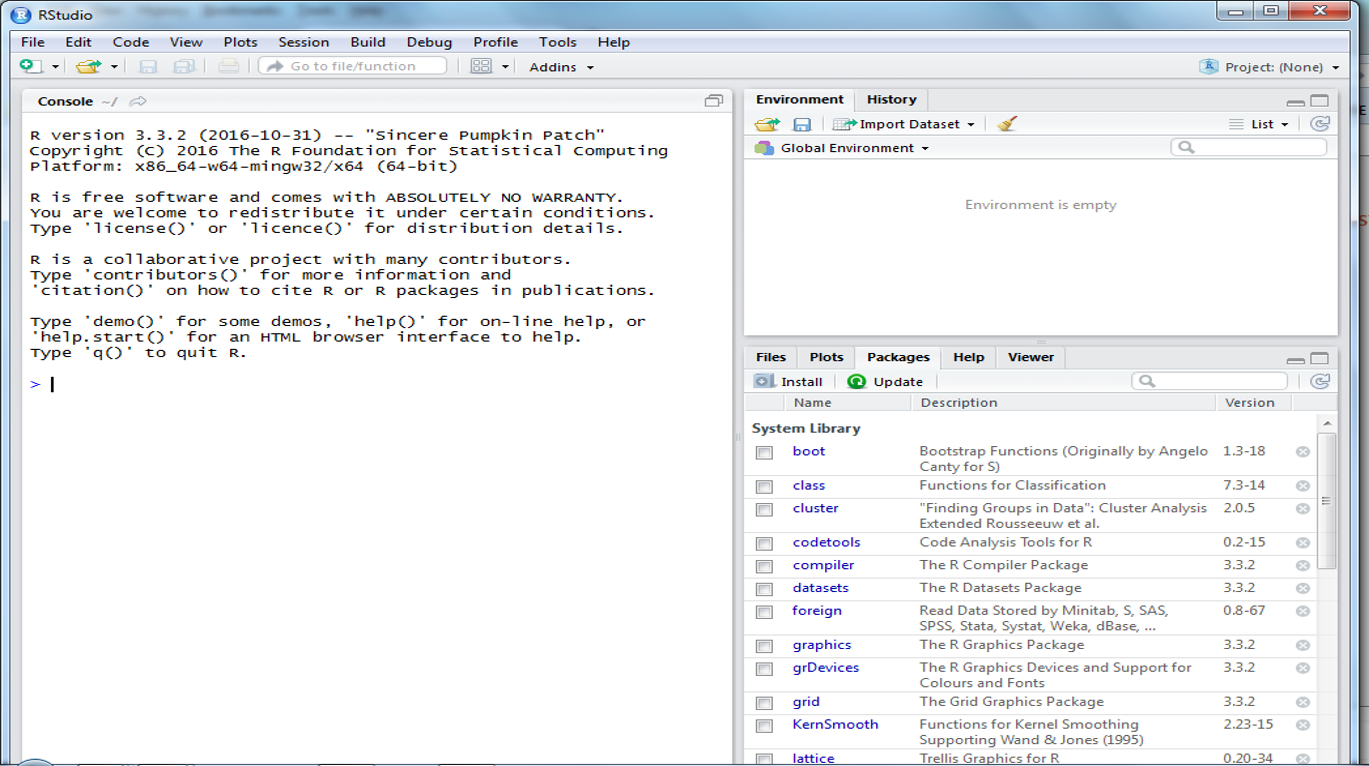 RStudio
File Edit Code View Plots Session Build Debug Profile Tools Help
Go to file/function Addins Project: (None)
Console ~/
R version 3.3.2 (2016-10-31) -- "Sincere Pumpkin Patch"
Copyright (C) 2016 The R Foundation for Statistical Computing
Platform: x86_64-w64-mingw32/x64 (64-bit)
R is free software and comes with ABSOLUTELY NO WARRANTY.
You are welcome to redistribute it under certain conditions.
Type 'license()' or 'licence()' for distribution details.
R is a collaborative project with many contributors.
Type 'contributors()' for more information and
'citation()' on how to cite R or R packages in publications.
Type 'demo()' for some demos, 'help()' for on-line help, or
'help.start()' for an HTML browser interface to help.
Type 'q()' to quit R.
>
Environment History
Import Dataset List
Global Environment
Environment is empty
Files Plots Packages Help Viewer
Install Update
Name Description Version
System Library
boot Bootstrap Functions (Originally by Angelo 1.3-18
Canty for S)
class Functions for Classification 7.3-14
cluster "Finding Groups in Data": Cluster Analysis 2.0.5
Extended Rousseeuw et al.
codetools Code Analysis Tools for R 0.2-15
compiler The R Compiler Package 3.3.2
datasets The R Datasets Package 3.3.2
foreign Read Data Stored by Minitab, S, SAS, 0.8-67
SPSS, Stata, Systat, Weka, dBase, ...
graphics The R Graphics Package 3.3.2
grDevices The R Graphics Devices and Support for 3.3.2
Colours and Fonts
grid The Grid Graphics Package 3.3.2
KernSmooth Functions for Kernel Smoothing 2.23-15
Supporting Wand & Jones (1995)
lattice Trellis Graphics for R 0.20-34